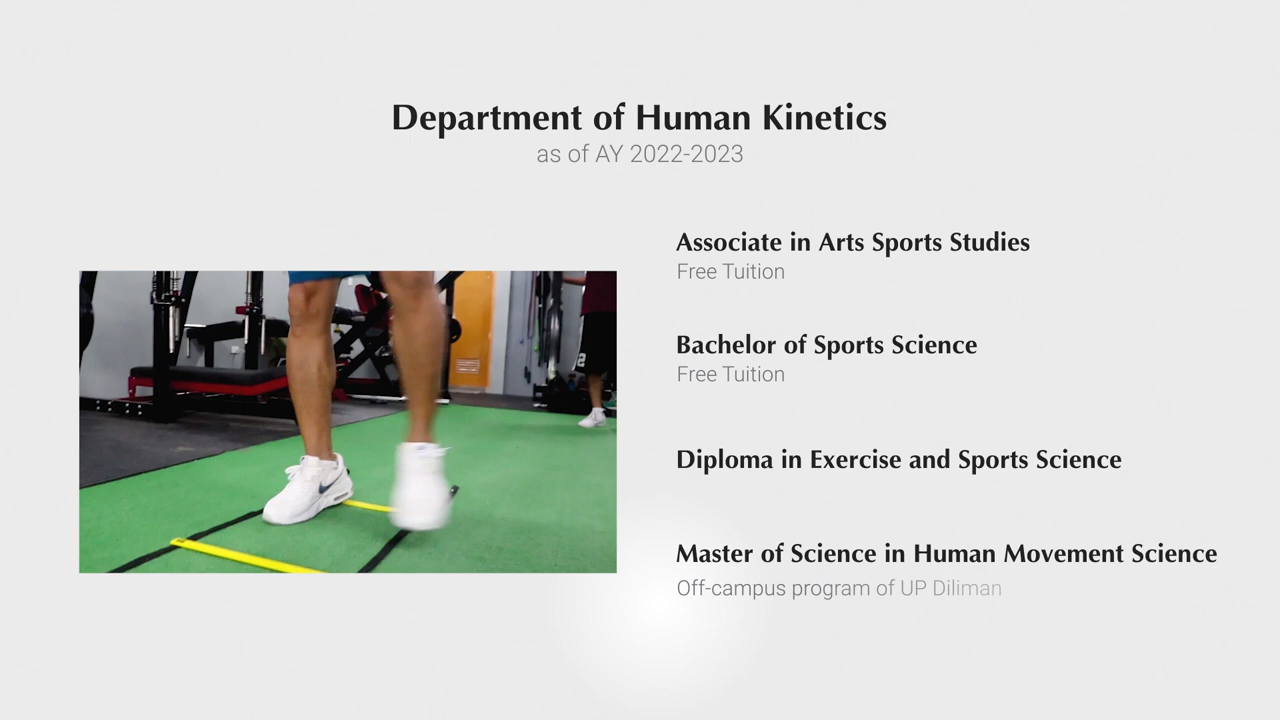 Department of Human Kinetics
as of AY 2022-2023
Associate in Arts Sports Studies
Free Tuition
Bachelor of Sports Science
Free Tuition
Diploma in Exercise and Sports Science
Master of Science in Human Movement Science
Off-campus program of UP Diliman